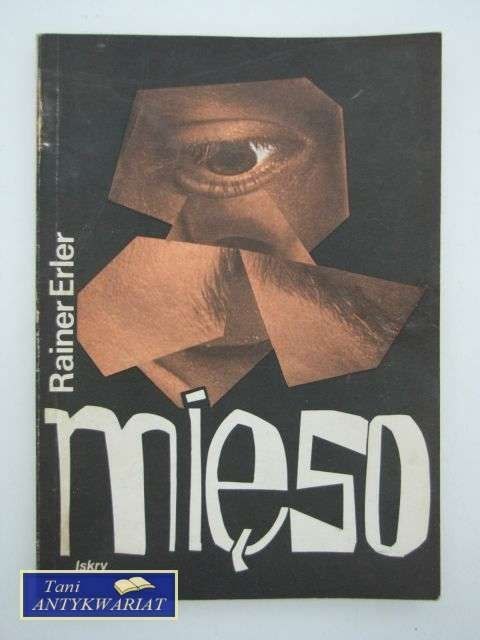 Rainer Erler
mięso
Iskry
Tani
ANTYKWARIAT